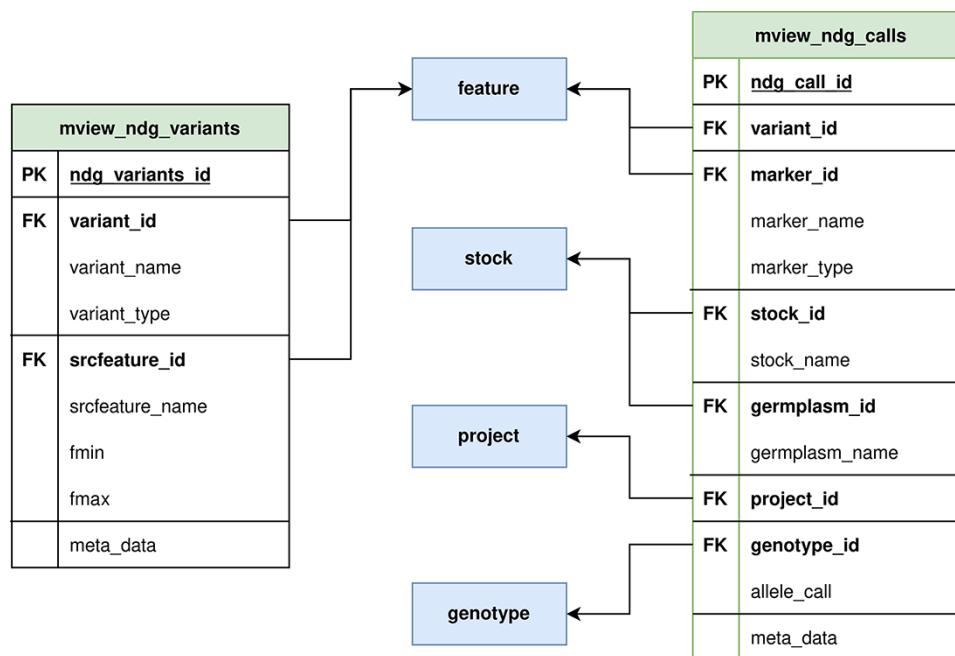 mview_ndg_variants
PK ndg_variants_id
FK variant_id
variant_name
variant_type
FK srcfeature_id
srcfeature_name
fmin
fmax
meta_data
feature
stock
project
genotype
mview_ndg_calls
PK ndg_call_id
FK variant_id
FK marker_id
marker_name
marker_type
FK stock_id
stock_name
FK germplasm_id
germplasm_name
FK project_id
FK genotype_id
allele_call
meta_data